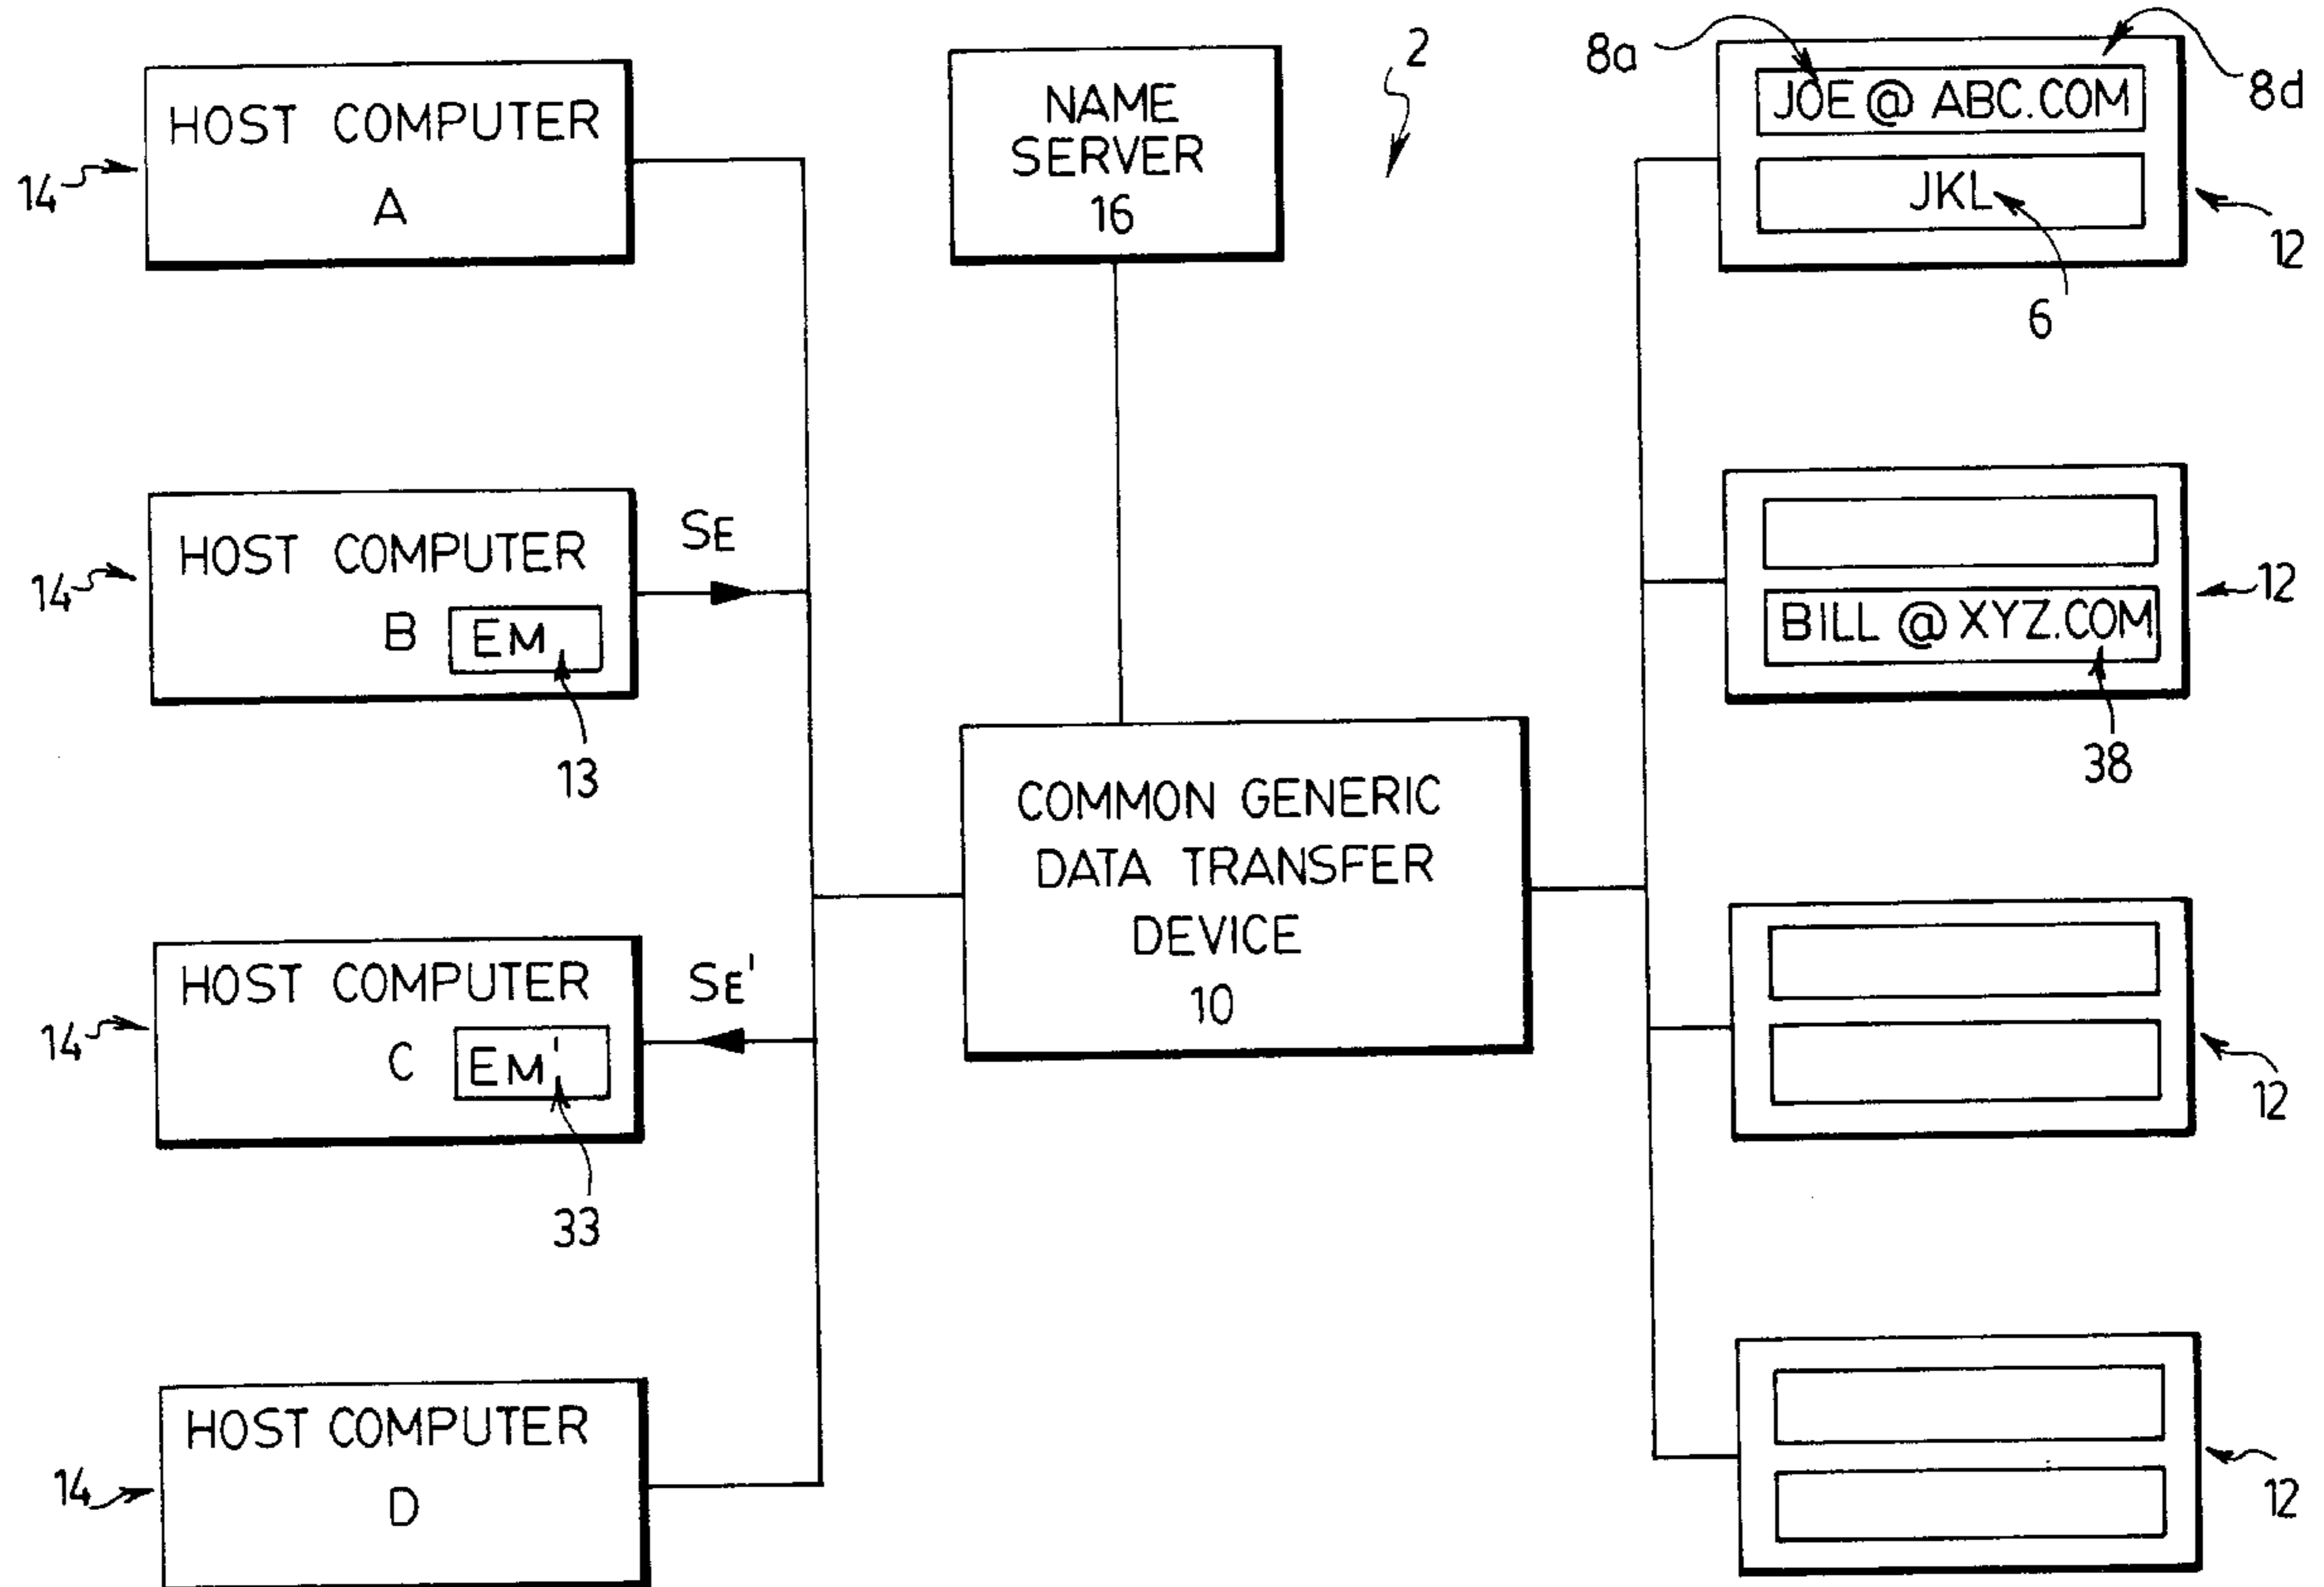 HOST COMPUTER
A
14
HOST COMPUTER
B
EM
13
14
SE
HOST COMPUTER
C
EM'
33
14
SE'
HOST COMPUTER
D
14
NAME
SERVER
16
2
COMMON GENERIC
DATA TRANSFER
DEVICE
10
8a
8d
JOE @ ABC.COM
JKL
6
12
BILL @ XYZ.COM
38
12
12
12